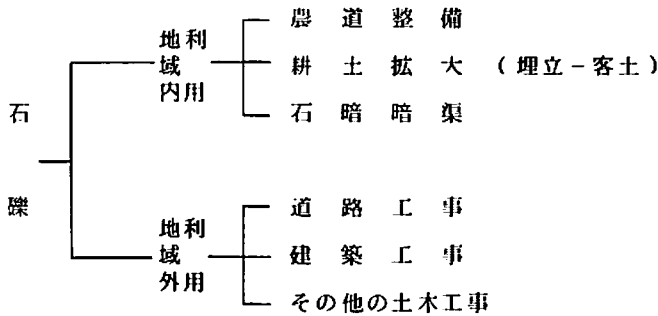 石礫
地域内利用
農道整備
耕土拡大（埋立－客土）
石暗暗渠
地域外利用
道路工事
建築工事
その他の土木工事